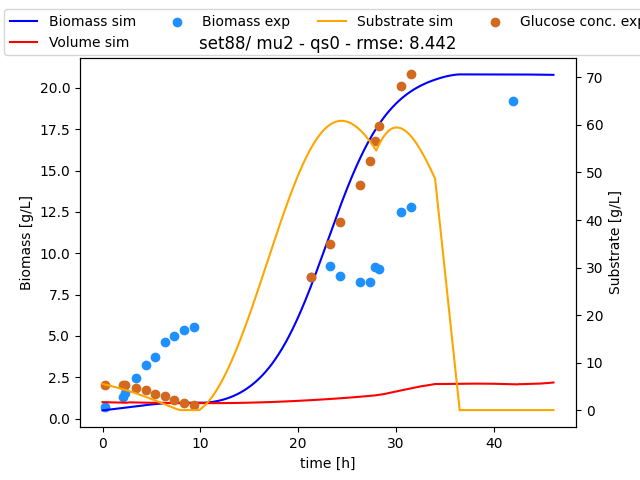 Biomass sim Biomass exp Substrate sim Glucose conc. exp
Volume sim
set88/ mu2 - qs0 - rmse: 8.442
20.0
17.5
15.0
12.5
10.0
7.5
5.0
2.5
0.0
Biomass [g/L]
70
60
50
40
30
20
10
0
Substrate [g/L]
0 10 20 30 40
time [h]